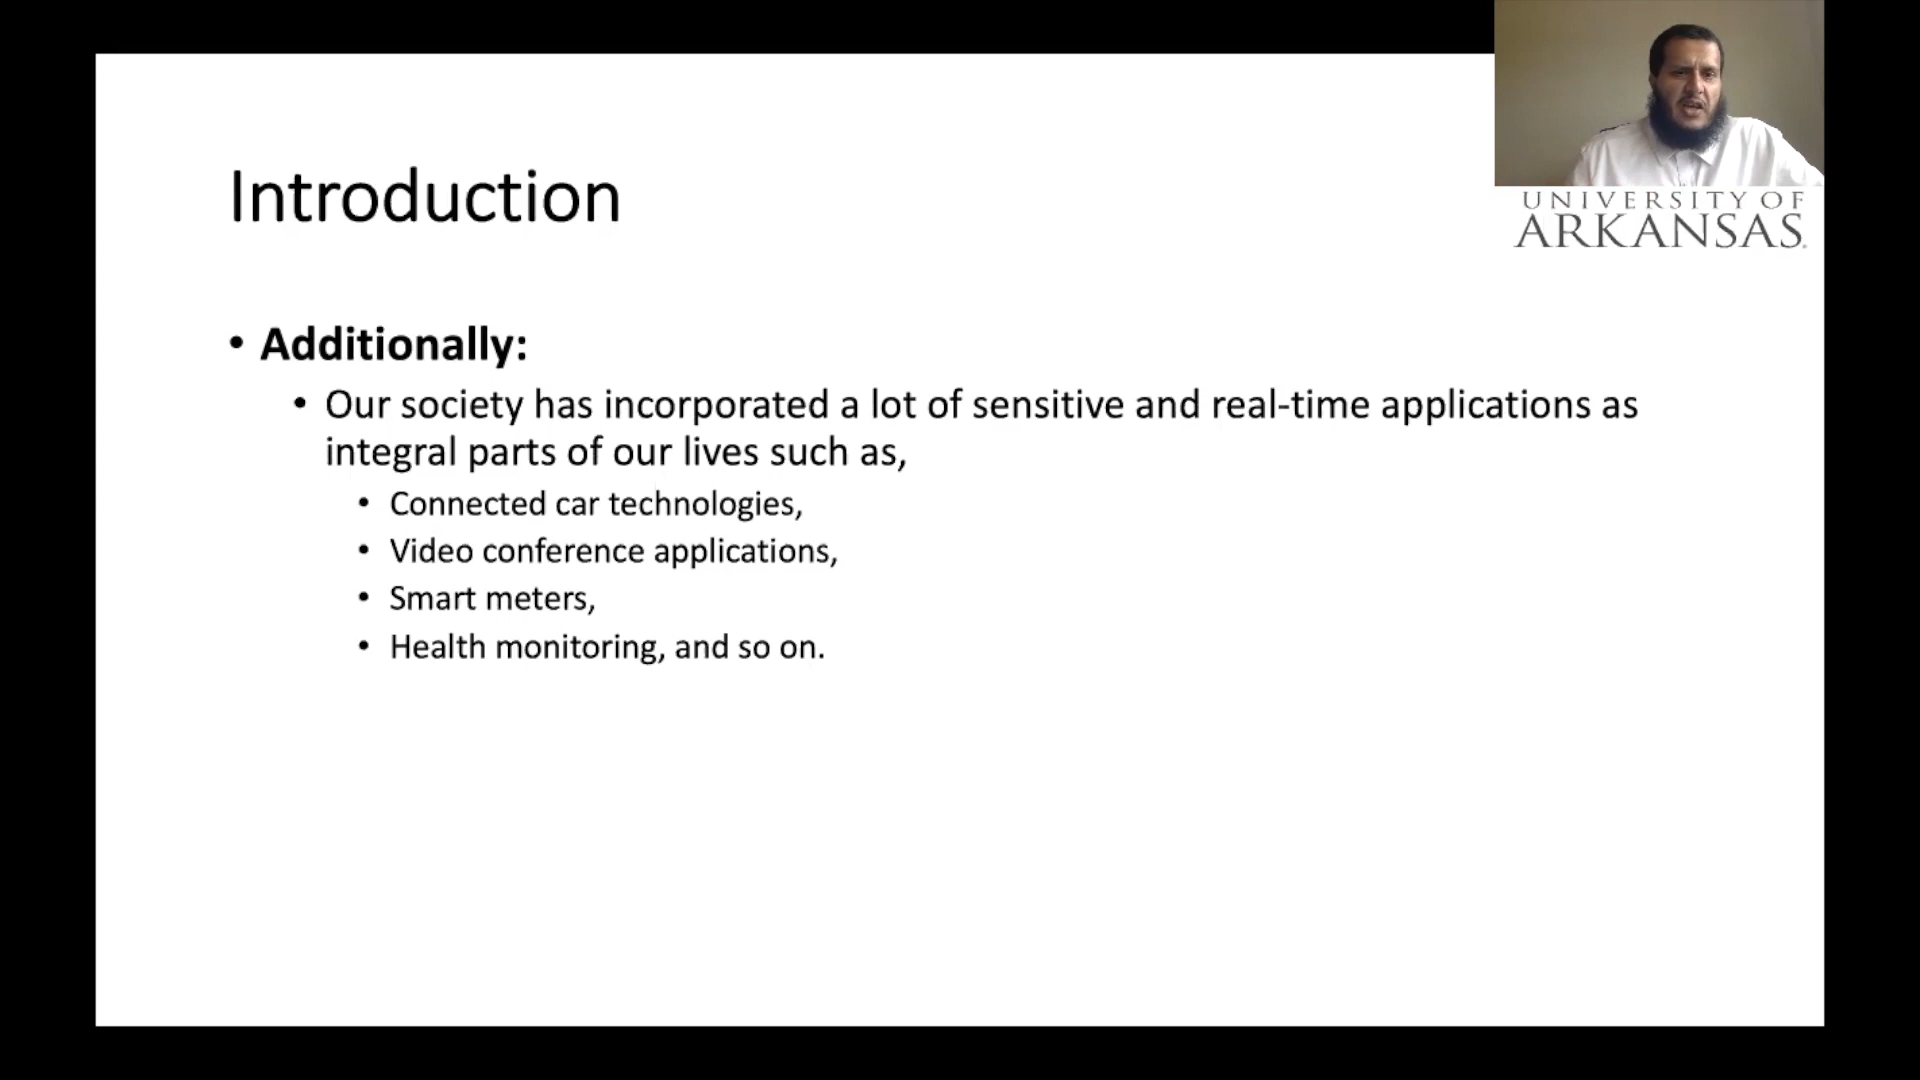 UNIVERSITY OF
ARKANSAS.
Introduction
• Additionally:
• Our society has incorporated a lot of sensitive and real-time applications as
integral parts of our lives such as,
• Connected car technologies,
• Video conference applications,
• Smart meters,
• Health monitoring, and so on.